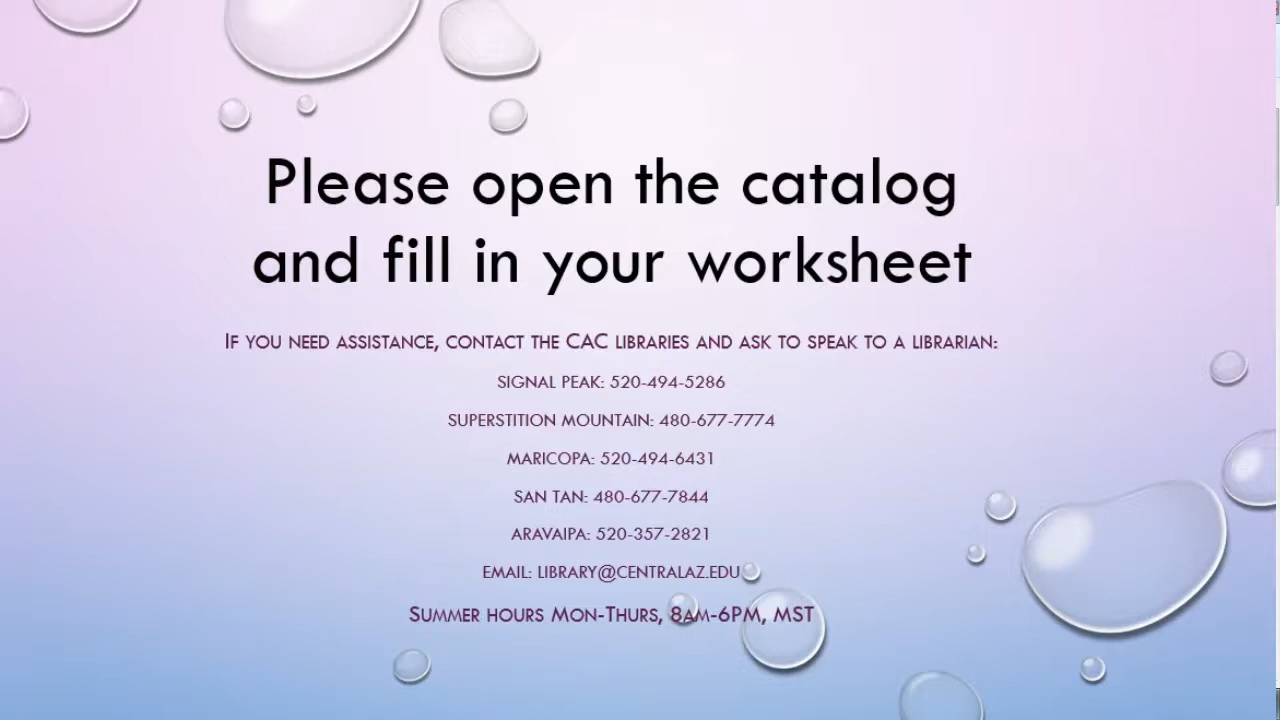 Please open the catalog
and fill in your worksheet
If you need assistance, contact the CAC libraries and ask to speak to a librarian:
SIGNAL PEAK: 520-494-5286
SUPERSTITION MOUNTAIN: 480-677-7774
MARICOPA: 520-494-6431
SAN TAN: 480-677-7844
ARAVAIPA: 520-357-2821
EMAIL: LIBRARY@CENTRALAZ.EDU
Summer hours Mon-Thurs, 8am-6PM, MST